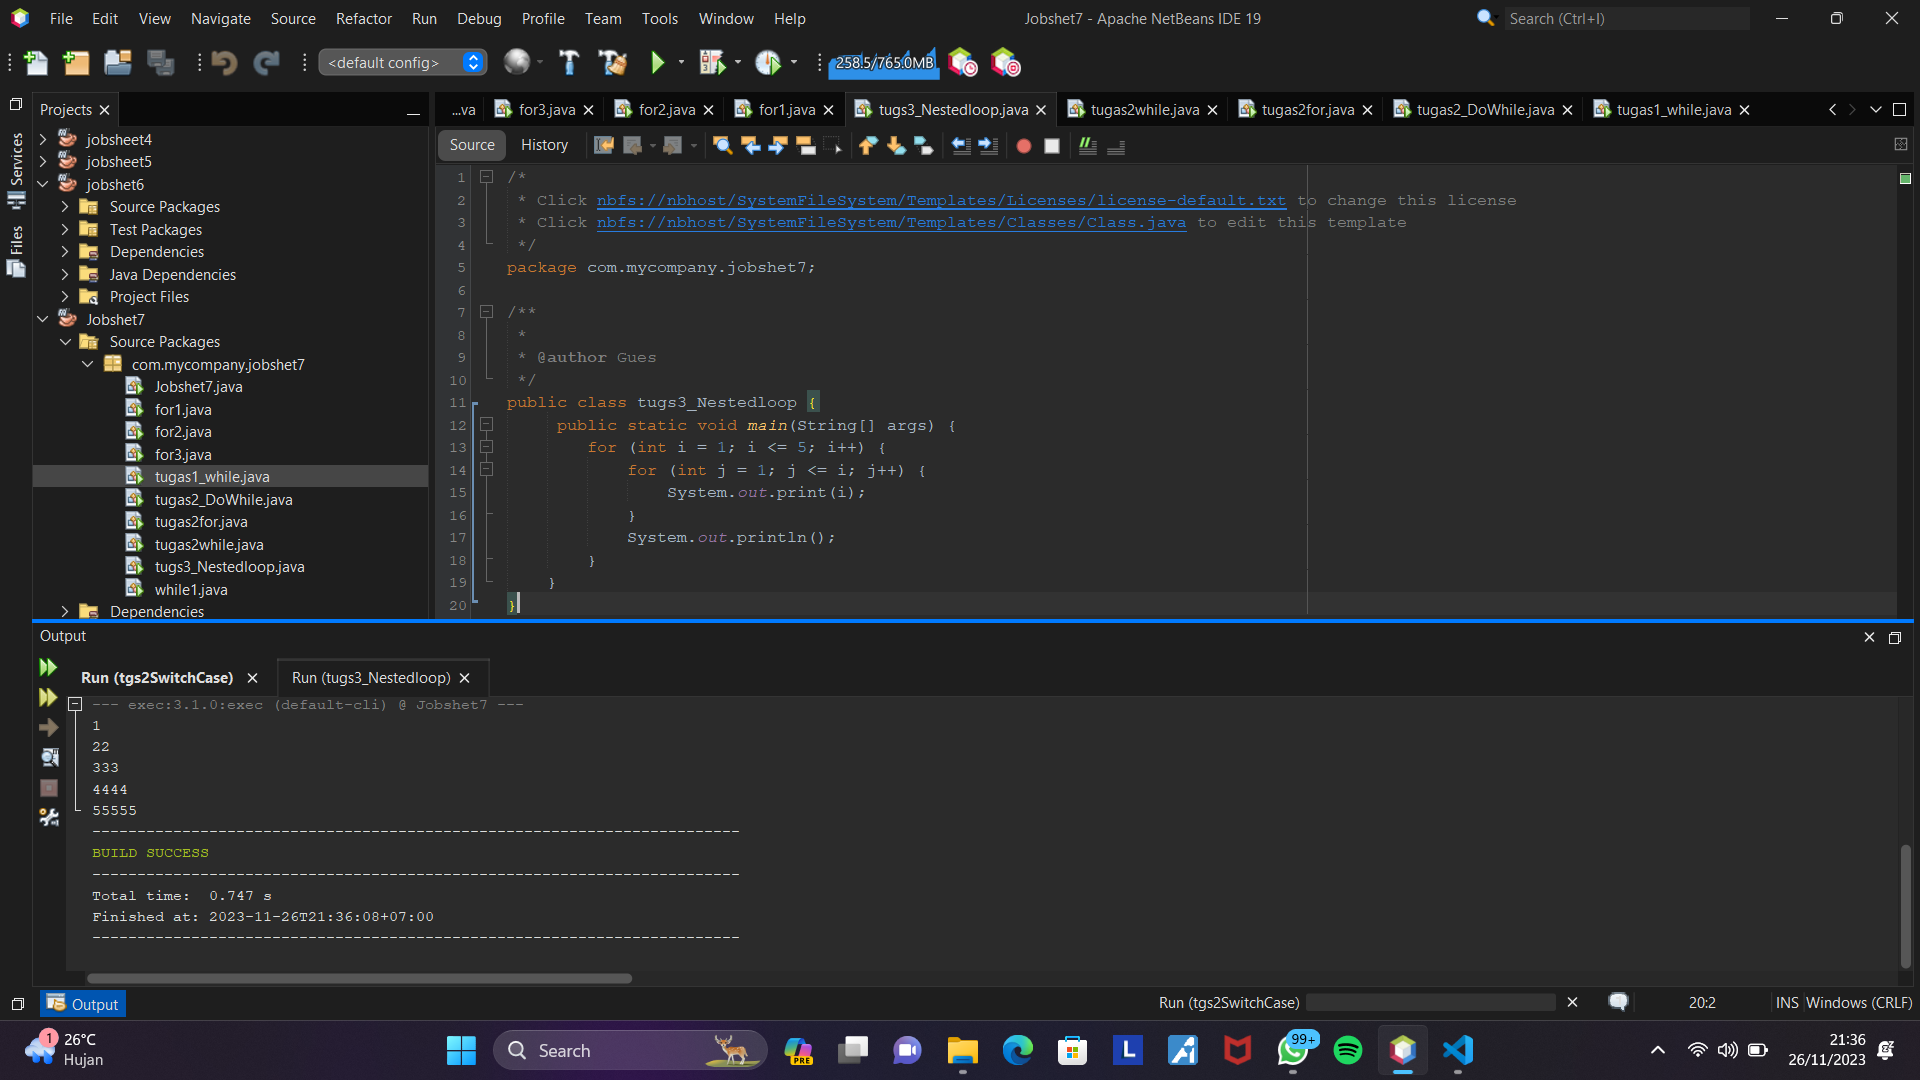 File Edit View Navigate Source Refactor Run Debug Profile Team Tools Window Help
Jobshet7 - Apache NetBeans IDE 19
Search (Ctrl+I)
<default config>
258.5/765.0MB
Projects
...va for3.java for2.java for1.java tugs3_Nestedloop.java tugas2while.java tugas2for.java tugas2_DoWhile.java tugas1_while.java
Services
Files
jobsheet4
jobsheet5
jobshet6
Source Packages
Test Packages
Dependencies
Java Dependencies
Project Files
Jobshet7
Source Packages
com.mycompany.jobshet7
Jobshet7.java
for1.java
for2.java
for3.java
tugas1_while.java
tugas2_DoWhile.java
tugas2for.java
tugas2while.java
tugs3_Nestedloop.java
while1.java
Dependencies
Source History
1 /*
2 * Click nbfs://nbhost/SystemFileSystem/Templates/Licenses/license-default.txt to change this license
3 * Click nbfs://nbhost/SystemFileSystem/Templates/Classes/Class.java to edit this template
4 */
5 package com.mycompany.jobshet7;
6
7 /**
8 *
9 * @author Gues
10 */
11 public class tugs3_Nestedloop {
12 public static void main(String[] args) {
13 for (int i = 1; i <= 5; i++) {
14 for (int j = 1; j <= i; j++) {
15 System.out.print(i);
16 }
17 System.out.println();
18 }
19 }
20 }
Output
Run (tgs2SwitchCase) Run (tugs3_Nestedloop)
--- exec:3.1.0:exec (default-cli) @ Jobshet7 ---
1
22
333
4444
55555
------------------------------------------------------------------------
BUILD SUCCESS
------------------------------------------------------------------------
Total time:  0.747 s
Finished at: 2023-11-26T21:36:08+07:00
------------------------------------------------------------------------
Output
Run (tgs2SwitchCase)
20:2
INS Windows (CRLF)
1
26°C
Hujan
Search
PRE
L
99+
21:36
26/11/2023